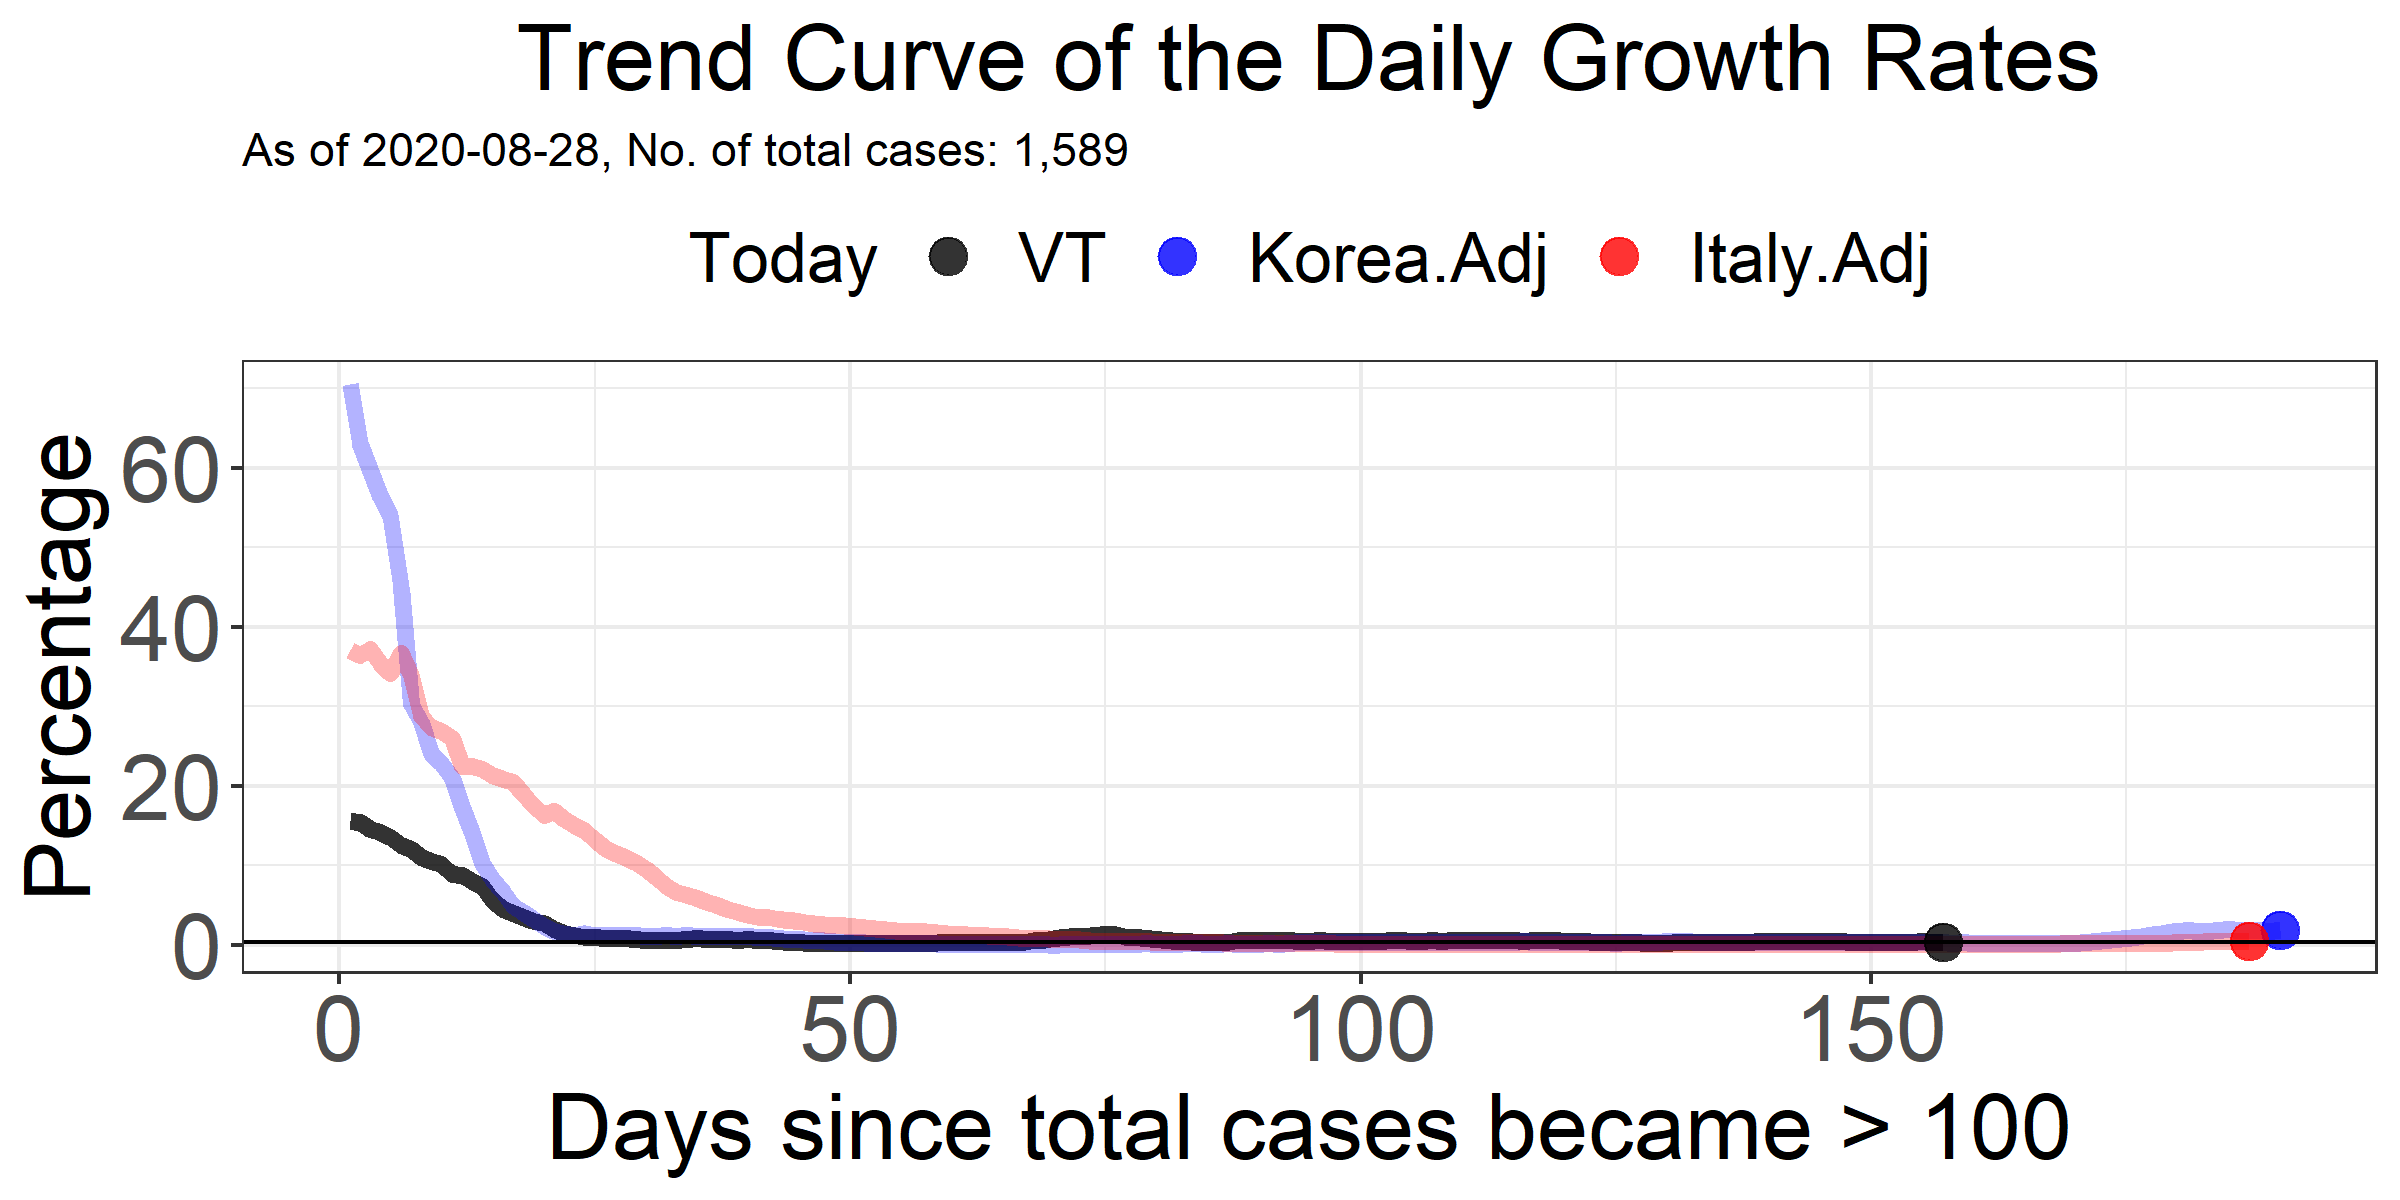 Trend Curve of the Daily Growth Rates
As of 2020-08-28, No. of total cases: 1,589
Today VT Korea.Adj Italy.Adj
Percentage
60
40
20
0
0 50 100 150
Days since total cases became > 100